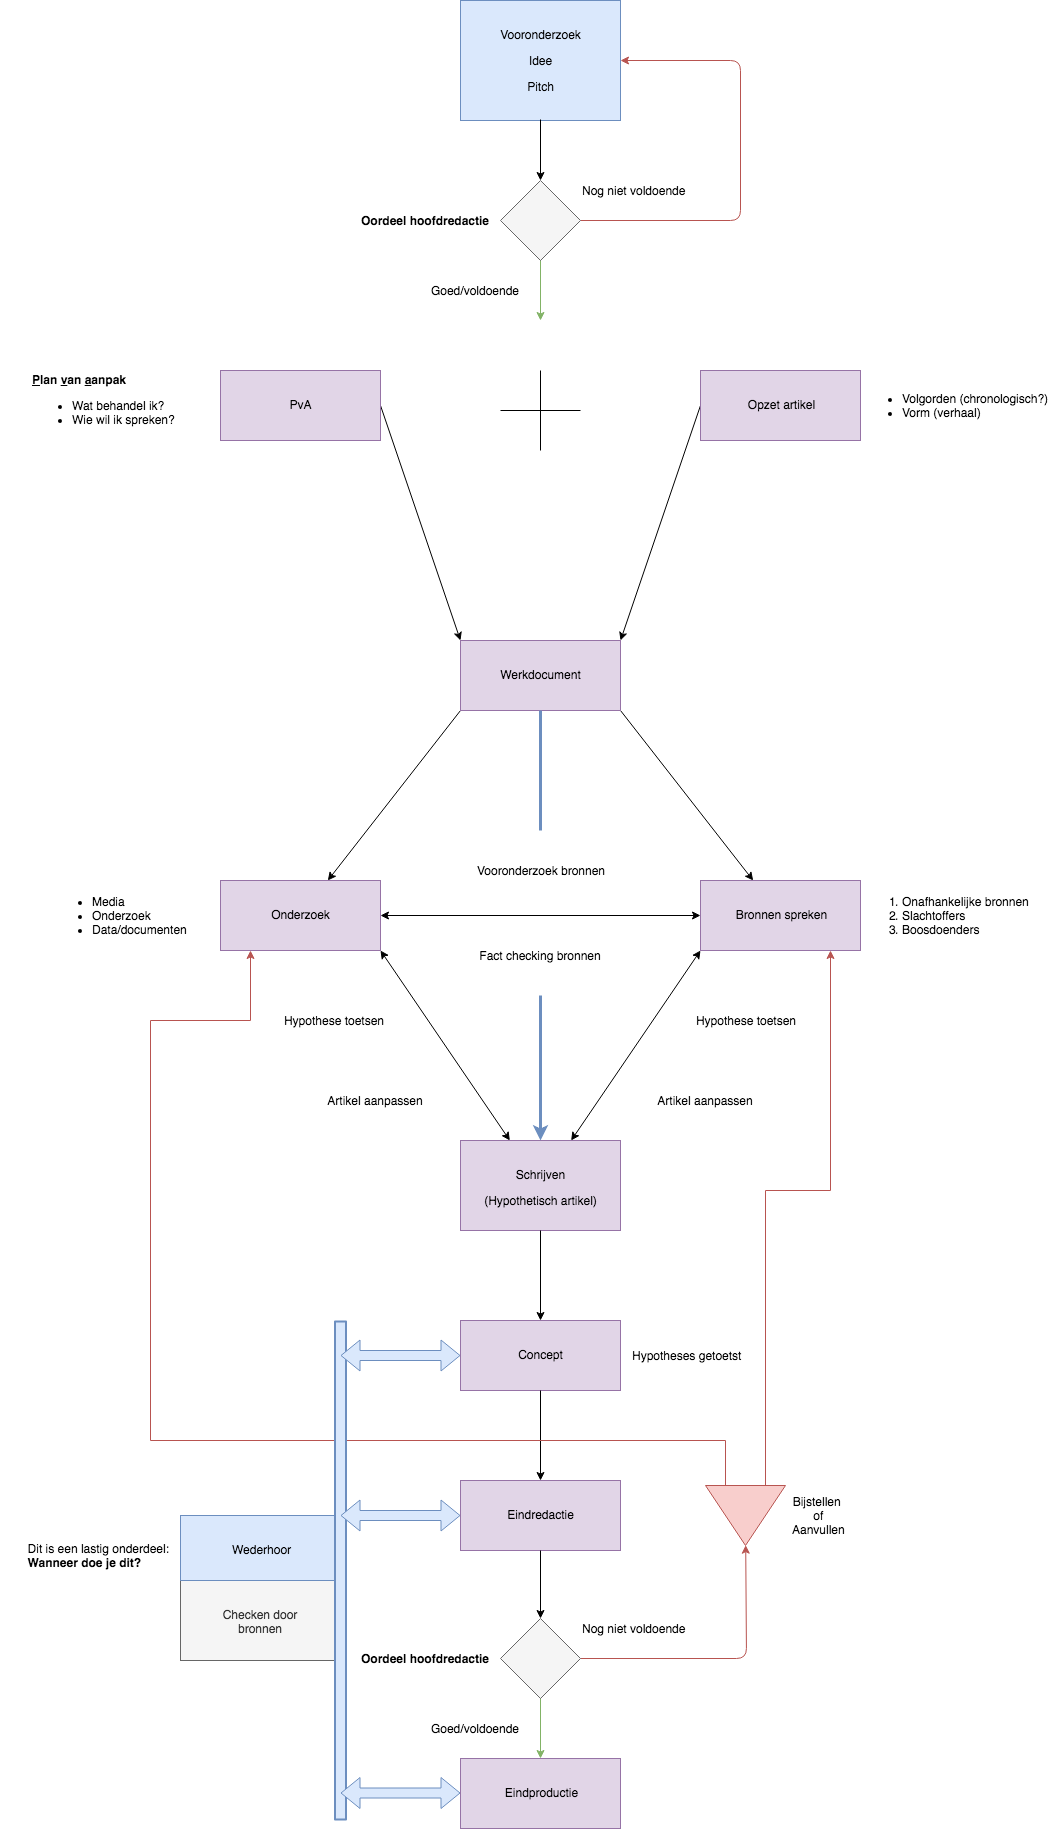 Vooronderzoek
Idee
Pitch
Nog niet voldoende
Oordeel hoofdredactie
Goed/voldoende
Plan van aanpak
• Wat behandel ik?
• Wie wil ik spreken?
PvA
Opzet artikel
• Volgorden (chronologisch?)
• Vorm (verhaal)
Werkdocument
Vooronderzoek bronnen
• Media
• Onderzoek
• Data/documenten
Onderzoek
Bronnen spreken
1. Onafhankelijke bronnen
2. Slachtoffers
3. Boosdoenders
Fact checking bronnen
Hypothese toetsen
Hypothese toetsen
Artikel aanpassen
Artikel aanpassen
Schrijven
(Hypothetisch artikel)
Concept
Hypotheses getoetst
Eindredactie
Bijstellen
of
Aanvullen
Dit is een lastig onderdeel:
Wanneer doe je dit?
Wederhoor
Checken door
bronnen
Nog niet voldoende
Oordeel hoofdredactie
Goed/voldoende
Eindproductie